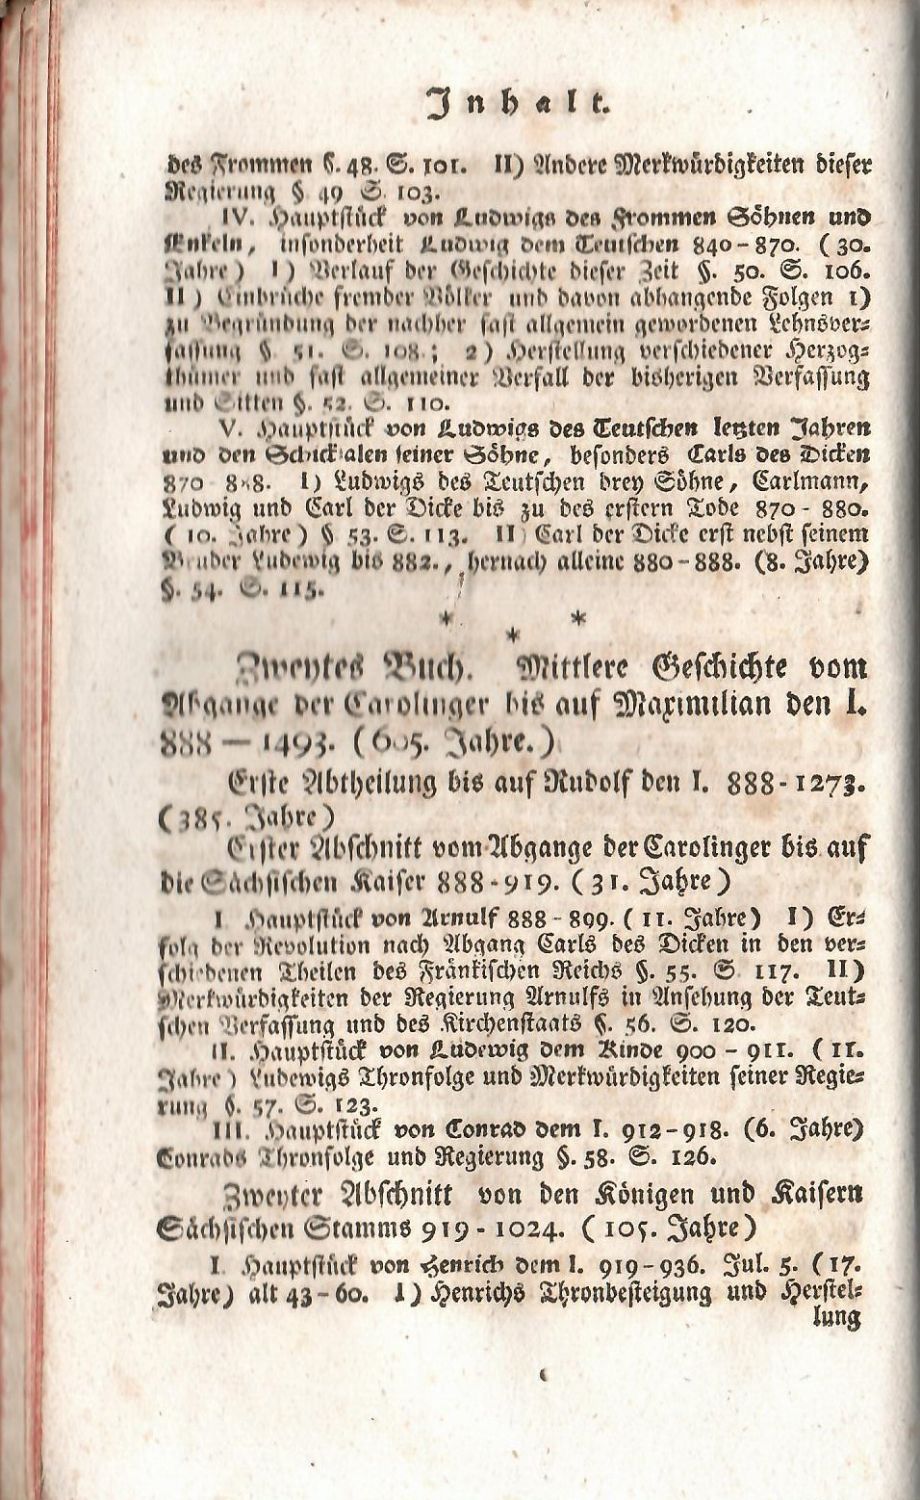 Inhalt.
des Frommen §. 48. S. 101. II) Andere Merkwürdigkeiten dieser
Regierung § 49 S. 103.
IV. Hauptstück von Ludwigs des Frommen Söhnen und
Enkeln, insonderheit Ludwig dem Teutschen 840-870. (30.
Jahre) I) Verlauf der Geschichte dieser Zeit §. 50. S. 106.
II) Einbrüche fremder Völker und davon abhangende Folgen 1)
zu Begründung der nachher fast allgemein gewordenen Lehnsver-
fassung §. 51. S. 108.; 2) Herstellung verschiedener Herzog-
thümer und fast allgemeiner Verfall der bisherigen Verfassung
und Sitten §. 52. S. 110.
V. Hauptstück von Ludwigs des Teutschen letzten Jahren
und den Schicksalen seiner Söhne, besonders Carls des Dicken
870 888. I) Ludwigs des Teutschen drey Söhne, Carlmann,
Ludwig und Carl der Dicke bis zu des erstern Tode 870-880.
(10. Jahre) § 53. S. 113. II Carl der Dicke erst nebst seinem
Bruder Ludewig bis 882., hernach alleine 880-888. (8. Jahre)
§. 54. S. 115.
* * *
Zweytes Buch. Mittlere Geschichte vom
Abgange der Carolinger bis auf Maximilian den I.
888 — 1493. (605. Jahre.)
Erste Abtheilung bis auf Rudolf den I. 888-1273.
(385. Jahre)
Erster Abschnitt vom Abgange der Carolinger bis auf
die Sächsischen Kaiser 888-919. (31. Jahre)
I Hauptstück von Arnulf 888-899. (11. Jahre) I) Er-
folg der Revolution nach Abgang Carls des Dicken in den ver-
schiedenen Theilen des Fränkischen Reichs §. 55. S. 117. II)
Merkwürdigkeiten der Regierung Arnulfs in Ansehung der Teut-
schen Verfassung und des Kirchenstaats §. 56. S. 120.
II. Hauptstück von Ludewig dem Kinde 900-911. (11.
Jahre) Ludewigs Thronfolge und Merkwürdigkeiten seiner Regie-
rung §. 57. S. 123.
III. Hauptstück von Conrad dem I. 912-918. (6. Jahre)
Conrads Thronfolge und Regierung §. 58. S. 126.
Zweyter Abschnitt von den Königen und Kaisern
Sächsischen Stamms 919-1024. (105. Jahre)
I. Hauptstück von Henrich dem I. 919-936. Jul. 5. (17.
Jahre) alt 43-60. I) Henrichs Thronbesteigung und Herstel-
lung